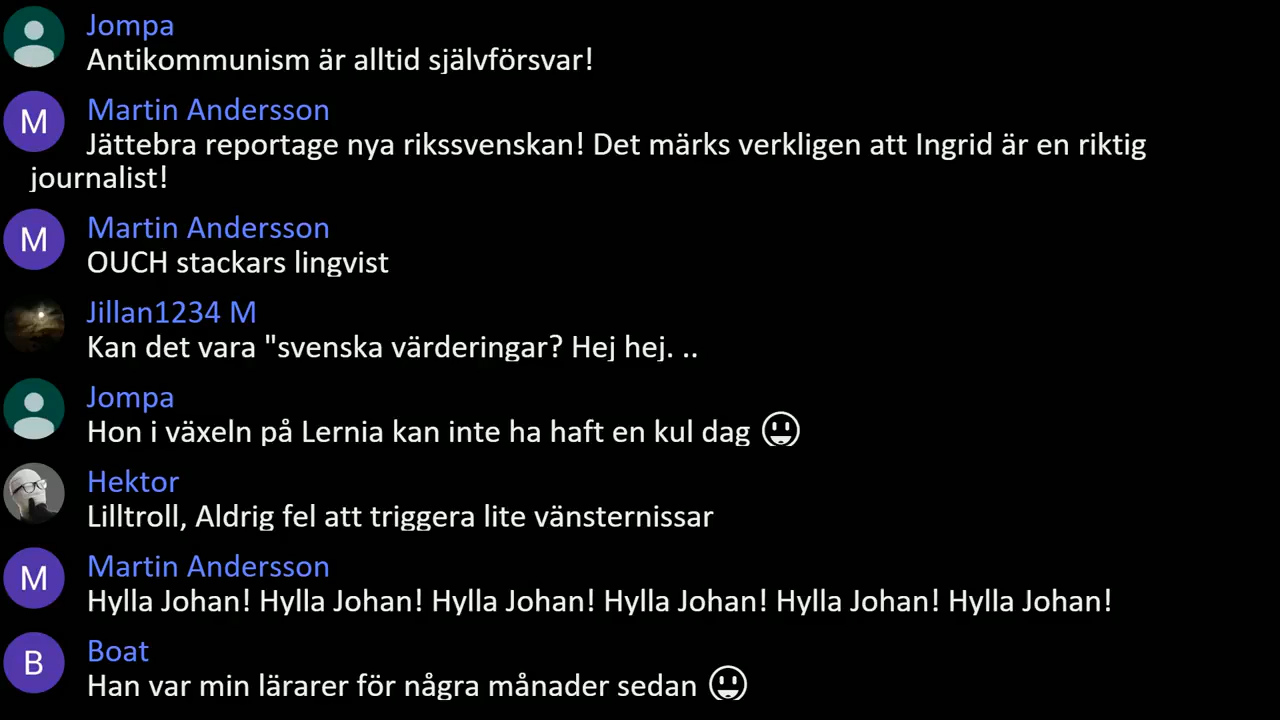 Jompa
Antikommunism är alltid självförsvar!
M
Martin Andersson
Jättebra reportage nya rikssvenskan! Det märks verkligen att Ingrid är en riktig
journalist!
M
Martin Andersson
OUCH stackars lingvist
Jillan1234 M
Kan det vara "svenska värderingar? Hej hej. ..
Jompa
Hon i växeln på Lernia kan inte ha haft en kul dag 😃
Hektor
Lilltroll, Aldrig fel att triggera lite vänsternissar
M
Martin Andersson
Hylla Johan! Hylla Johan! Hylla Johan! Hylla Johan! Hylla Johan! Hylla Johan!
B
Boat
Han var min lärarer för några månader sedan 😃